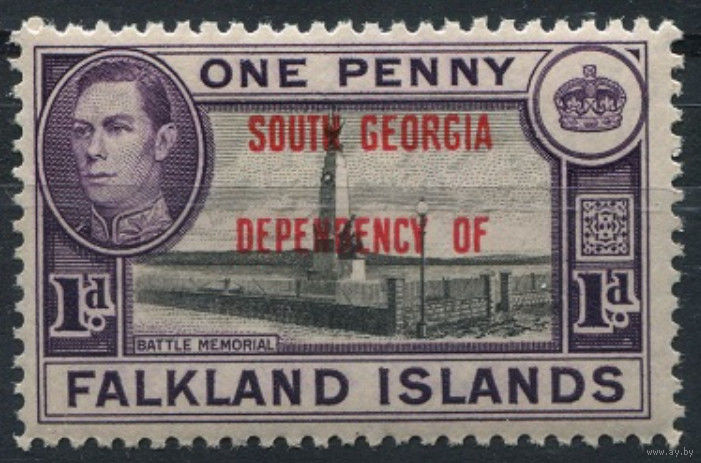 ONE PENNY
SOUTH GEORGIA
DEPENDENCY OF
1d.
1d.
BATTLE MEMORIAL
FALKLAND ISLANDS
www.ay.by